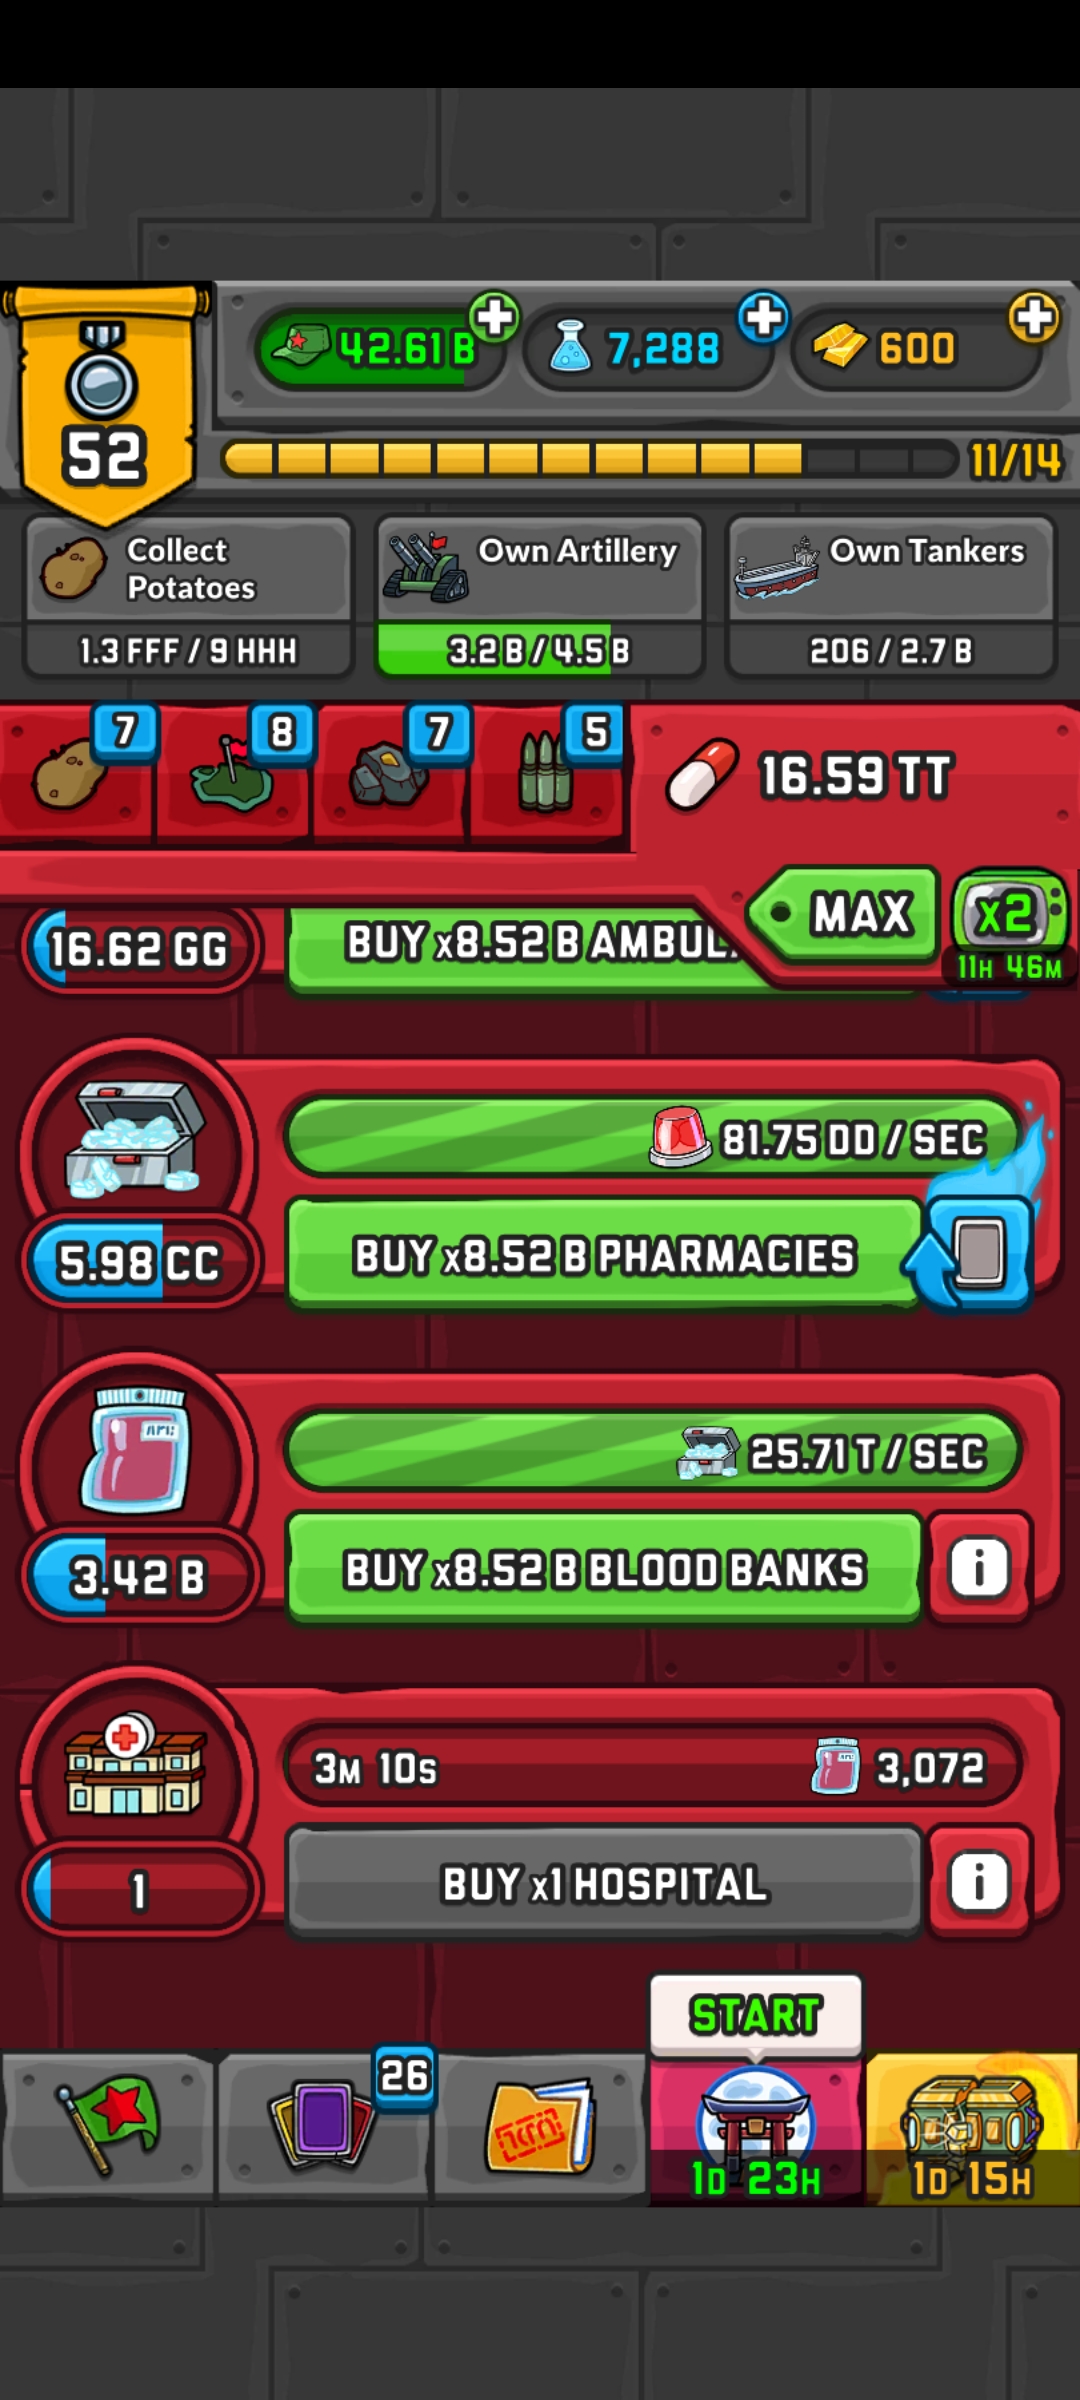 42.61 B
7,288
600
52
11/14
Collect
Potatoes
1.3 FFF / 9 HHH
Own Artillery
3.2 B / 4.5 B
Own Tankers
206 / 2.7 B
7
8
7
5
16.59 TT
MAX
x2
11H 46M
16.62 GG
BUY x8.52 B AMBUL
81.75 DD / SEC
5.98 CC
BUY x8.52 B PHARMACIES
25.71 T / SEC
3.42 B
BUY x8.52 B BLOOD BANKS
i
3M 10S
3,072
1
BUY x1 HOSPITAL
i
START
26
1D 23H
1D 15H